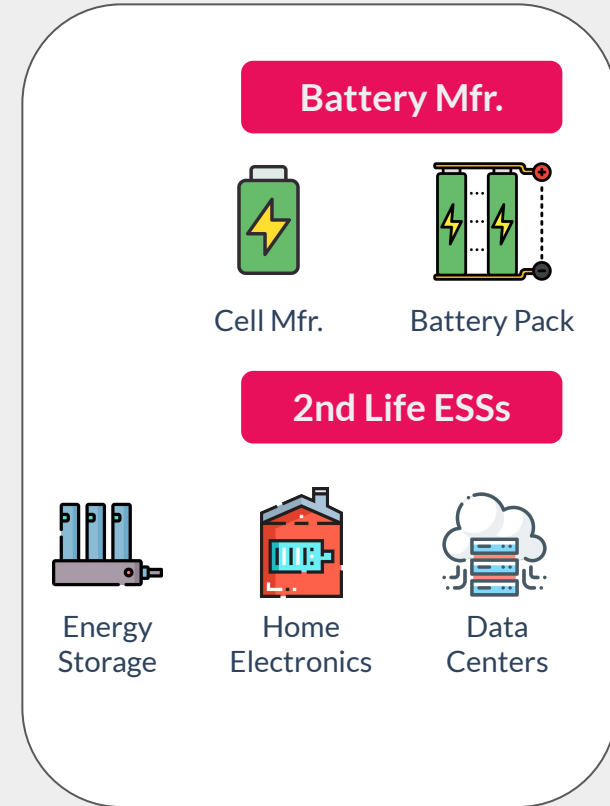 Battery Mfr.
Cell Mfr.
Battery Pack
2nd Life ESSs
Energy
Storage
Home
Electronics
Data
Centers